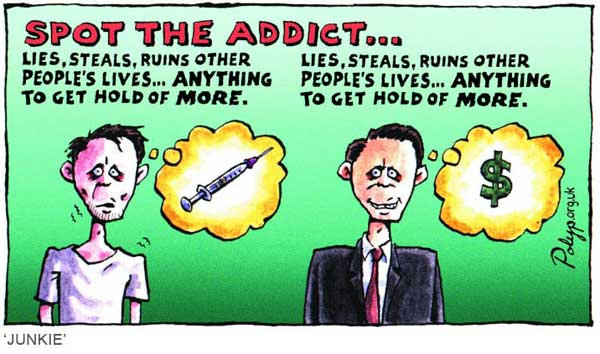 SPOT THE ADDICT...
LIES, STEALS, RUINS OTHER
PEOPLE'S LIVES... ANYTHING
TO GET HOLD OF MORE.
LIES, STEALS, RUINS OTHER
PEOPLE'S LIVES... ANYTHING
TO GET HOLD OF MORE.
$
Polyp.org.uk
'JUNKIE'